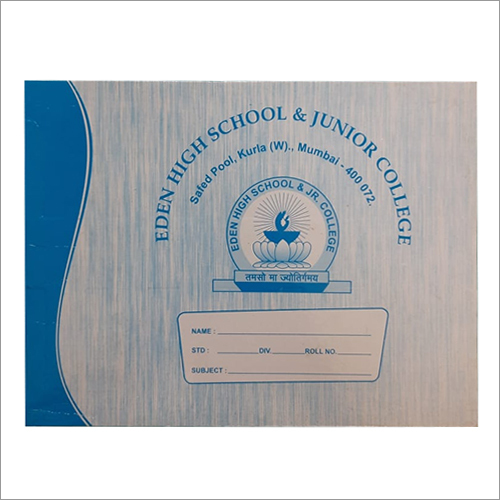 EDEN HIGH SCHOOL & JUNIOR COLLEGE
Safed Pool, Kurla (W)., Mumbai - 400 072.
EDEN HIGH SCHOOL & JR. COLLEGE
तमसो मा ज्योतिर्गमय
NAME :
STD : DIV. ROLL NO.
SUBJECT :